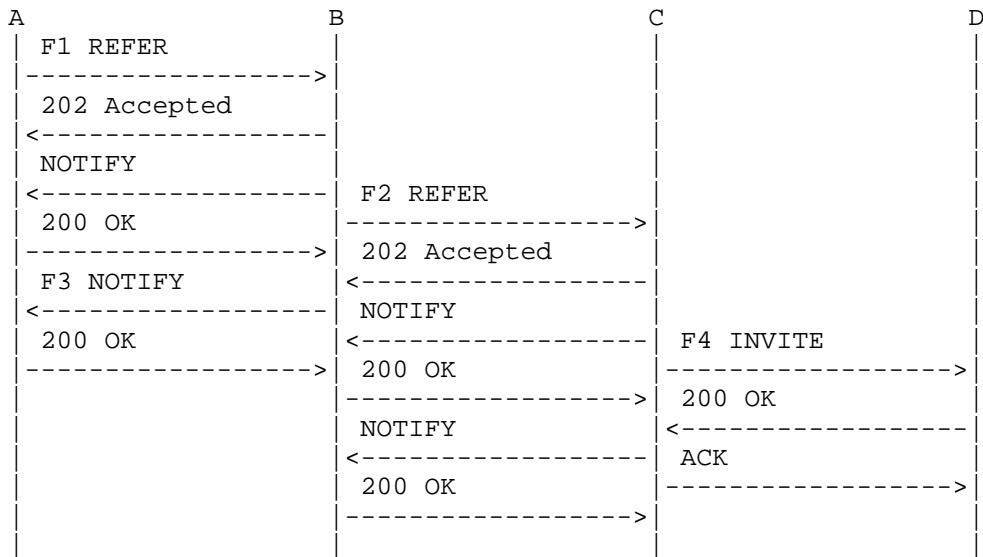 A B C D
F1 REFER
202 Accepted
NOTIFY
F2 REFER
200 OK
202 Accepted
F3 NOTIFY
NOTIFY
200 OK
F4 INVITE
200 OK
200 OK
NOTIFY
ACK
200 OK